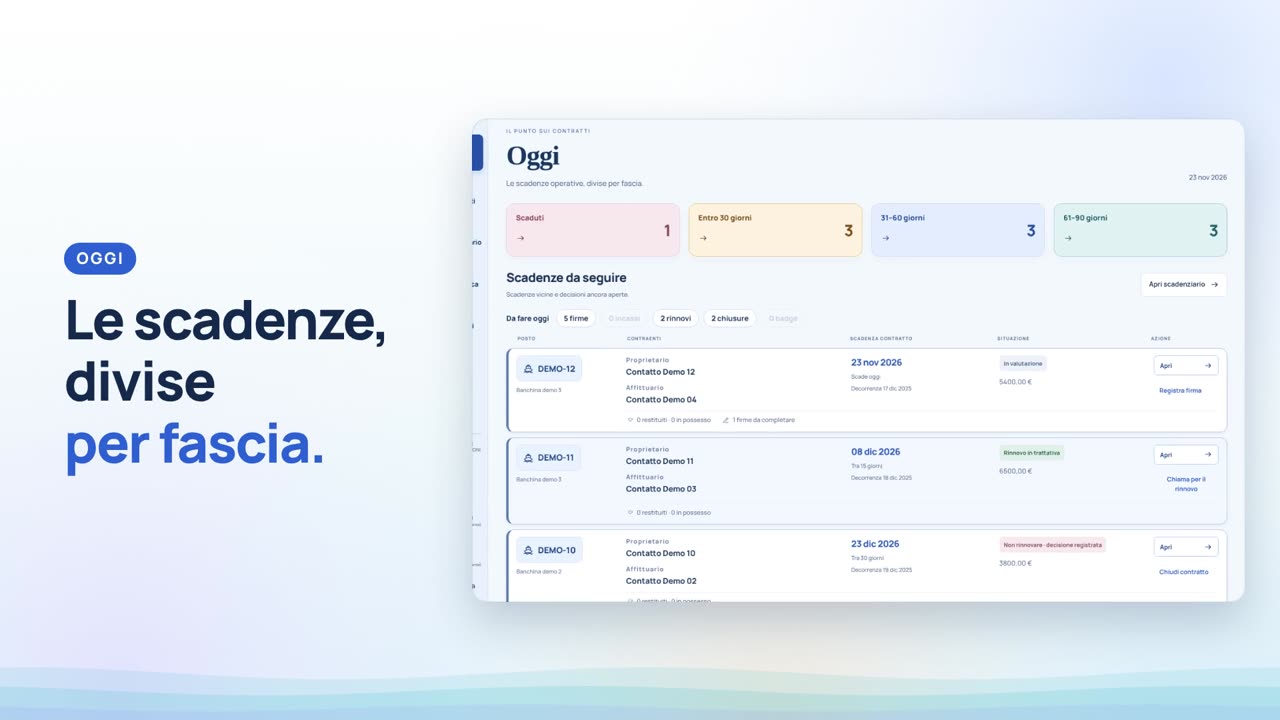 OGGI
Le scadenze,
divise
per fascia.
IL PUNTO SUI CONTRATTI
Oggi
Le scadenze operative, divise per fascia.
23 nov 2026
Scaduti
→
1
Entro 30 giorni
→
3
31–60 giorni
→
3
61–90 giorni
→
3
Scadenze da seguire
Scadenze vicine e decisioni ancora aperte.
Apri scadenziario →
Da fare oggi 5 firme 0 incassi 2 rinnovi 2 chiusure 0 badge
POSTO CONTRAENTI SCADENZA CONTRATTO SITUAZIONE AZIONE
DEMO-12
Banchina demo 3
Proprietario
Contatto Demo 12
Affittuario
Contatto Demo 04
0 restituiti · 0 in possesso 1 firme da completare
23 nov 2026
Scade oggi
Decorrenza 17 dic 2025
In valutazione
5400,00 €
Apri →
Registra firma
DEMO-11
Banchina demo 3
Proprietario
Contatto Demo 11
Affittuario
Contatto Demo 03
0 restituiti · 0 in possesso
08 dic 2026
Tra 15 giorni
Decorrenza 18 dic 2025
Rinnovo in trattativa
6500,00 €
Apri →
Chiama per il
rinnovo
DEMO-10
Banchina demo 2
Proprietario
Contatto Demo 10
Affittuario
Contatto Demo 02
0 restituiti · 0 in possesso
23 dic 2026
Tra 30 giorni
Decorrenza 19 dic 2025
Non rinnovare · decisione registrata
3800,00 €
Apri →
Chiudi contratto